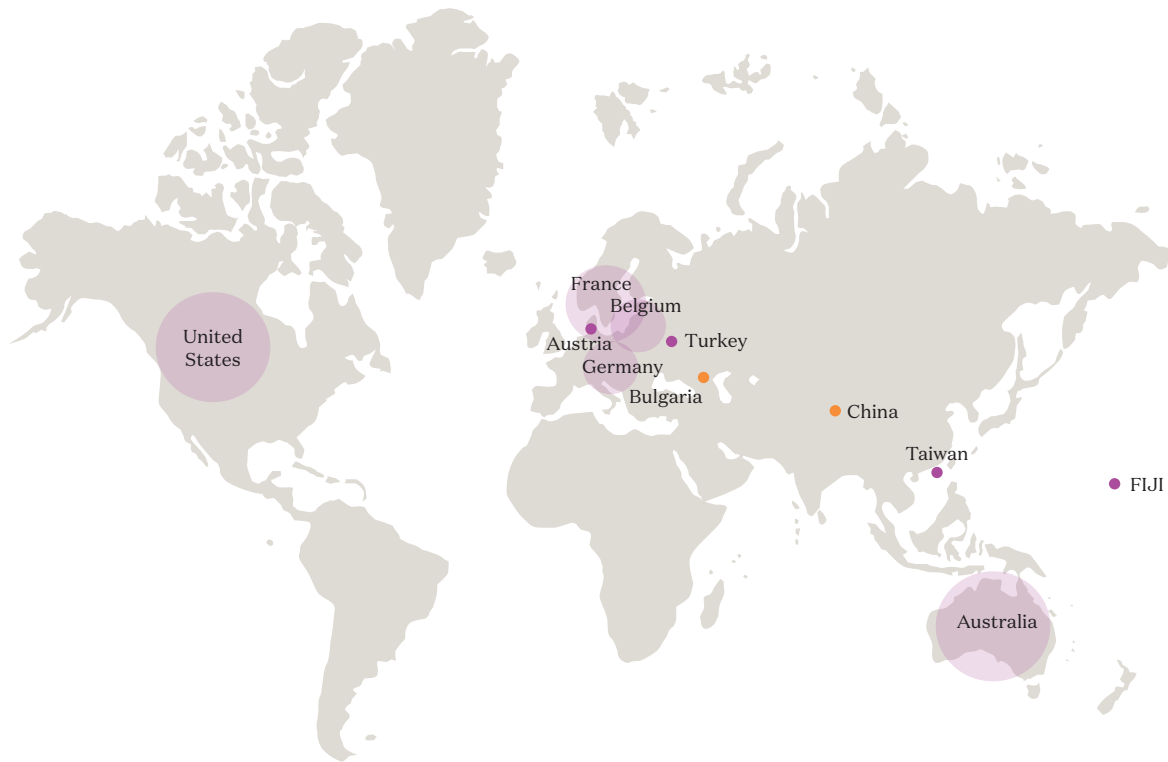 France
Belgium
United
States
Austria
Turkey
Germany
Bulgaria
China
Taiwan
FIJI
Australia